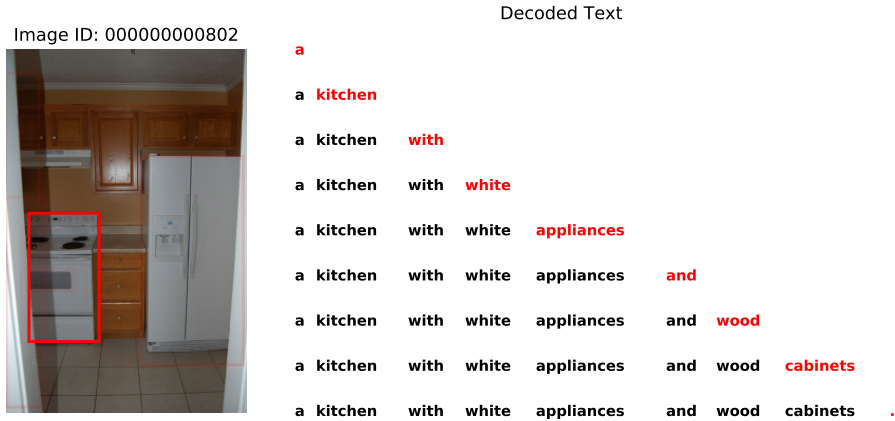 Decoded Text
Image ID: 000000000802
a
a kitchen
a kitchen with
a kitchen with white
a kitchen with white appliances
a kitchen with white appliances and
a kitchen with white appliances and wood
a kitchen with white appliances and wood cabinets
a kitchen with white appliances and wood cabinets .